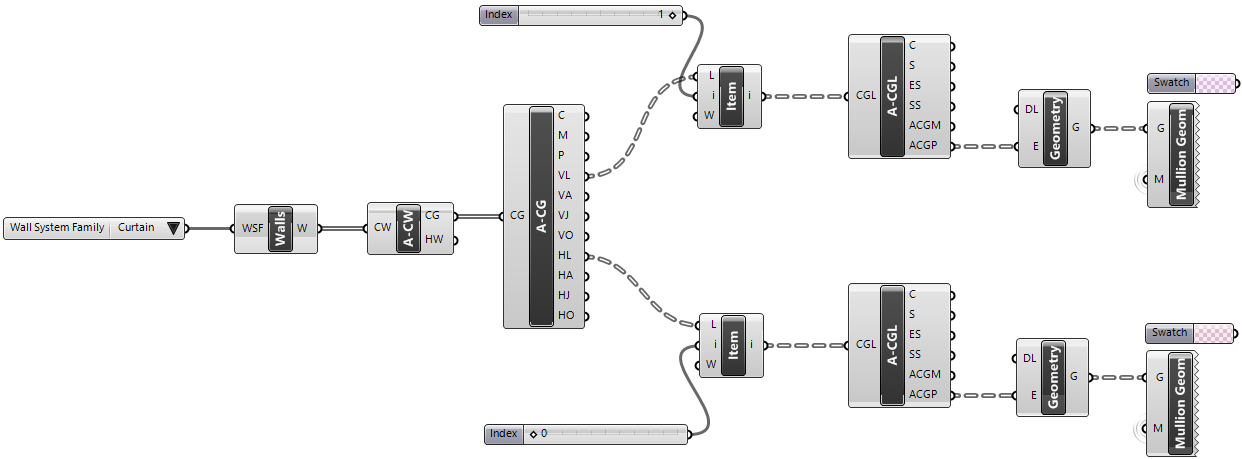 Index 1
L
i
W
Item
i
CGL
A-CGL
C
S
ES
SS
ACGM
ACGP
DL
E
Geometry
G
Swatch
G
M
Mullion Geom
Wall System Family Curtain
WSF
Walls
W
CW
A-CW
CG
HW
CG
A-CG
C
M
P
VL
VA
VJ
VO
HL
HA
HJ
HO
L
i
W
Item
i
CGL
A-CGL
C
S
ES
SS
ACGM
ACGP
DL
E
Geometry
G
Swatch
G
M
Mullion Geom
Index 0